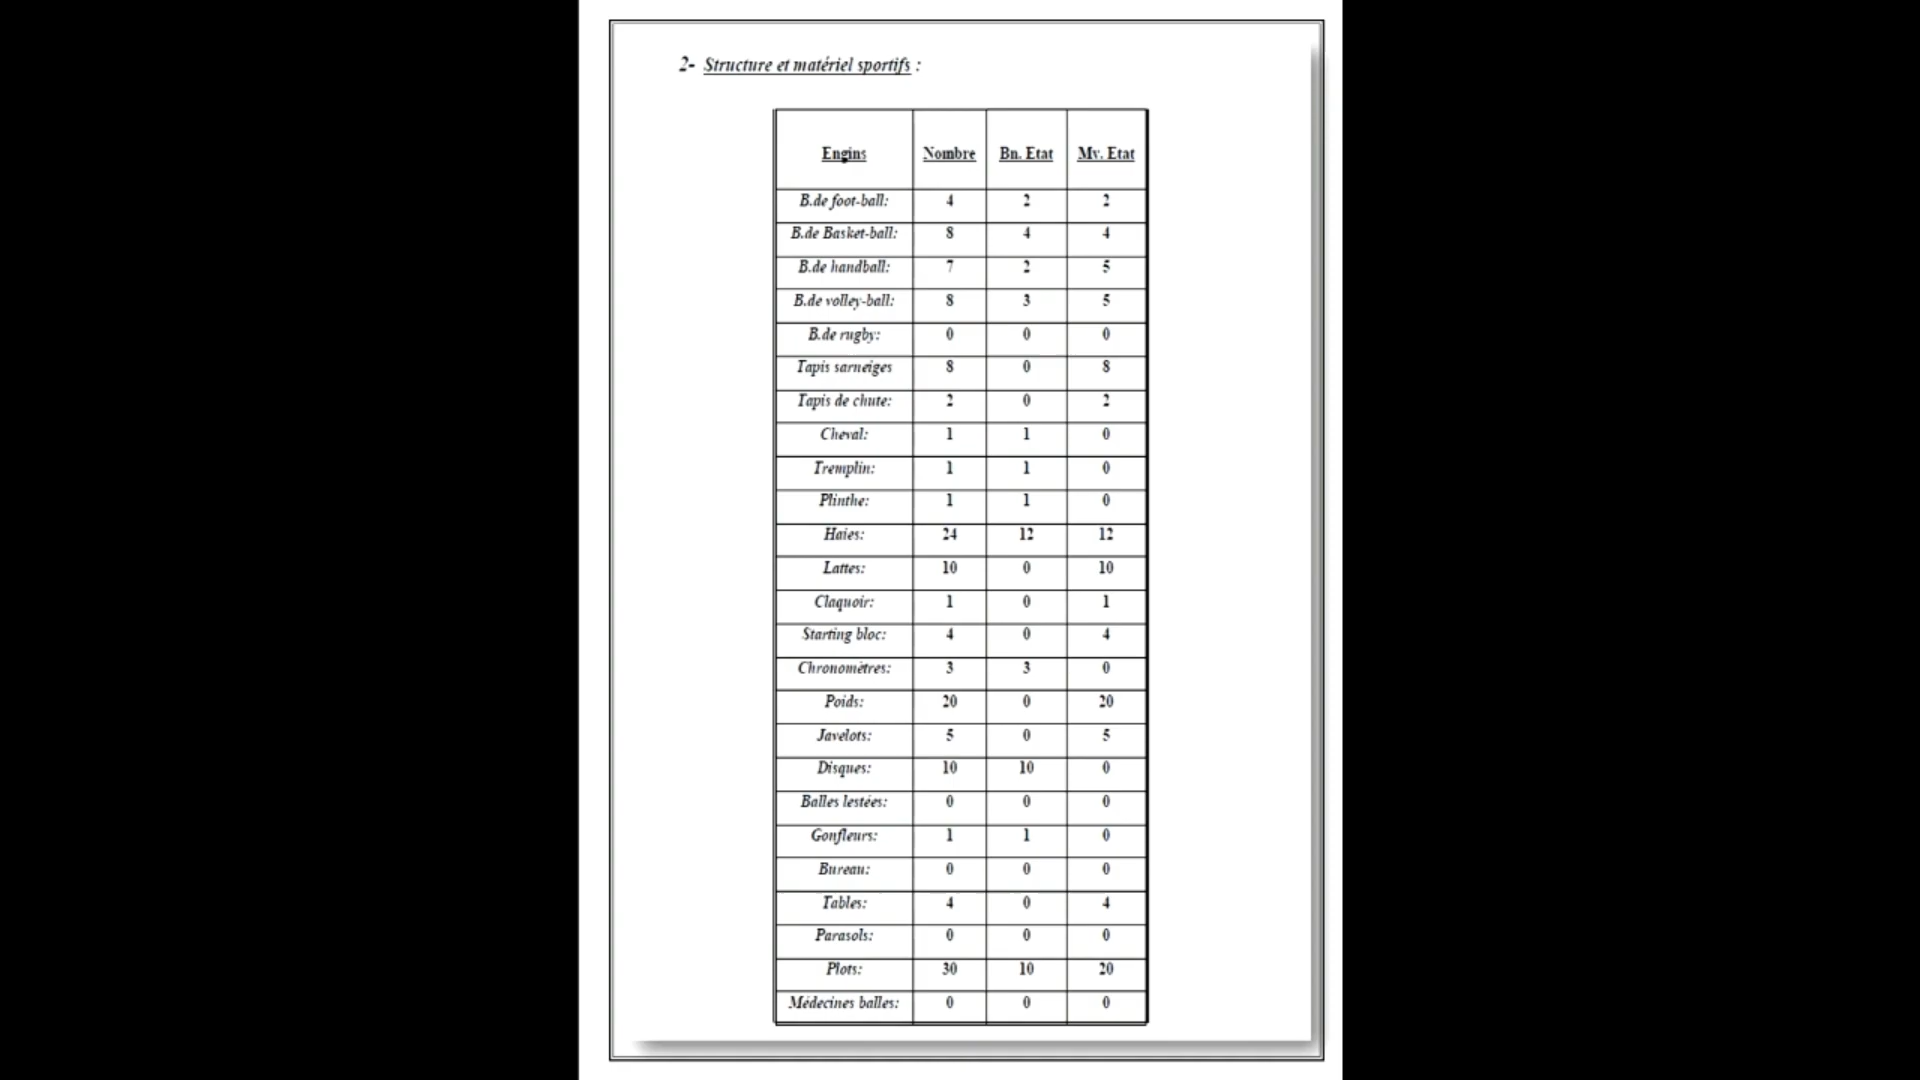 2- Structure et matériel sportifs :
Engins Nombre Bn. Etat Mv. Etat
B.de foot-ball: 4 2 2
B.de Basket-ball: 8 4 4
B.de handball: 7 2 5
B.de volley-ball: 8 3 5
B.de rugby: 0 0 0
Tapis sarneiges 8 0 8
Tapis de chute: 2 0 2
Cheval: 1 1 0
Tremplin: 1 1 0
Plinthe: 1 1 0
Haies: 24 12 12
Lattes: 10 0 10
Claquoir: 1 0 1
Starting bloc: 4 0 4
Chronomètres: 3 3 0
Poids: 20 0 20
Javelots: 5 0 5
Disques: 10 10 0
Balles lestées: 0 0 0
Gonfleurs: 1 1 0
Bureau: 0 0 0
Tables: 4 0 4
Parasols: 0 0 0
Plots: 30 10 20
Médecines balles: 0 0 0